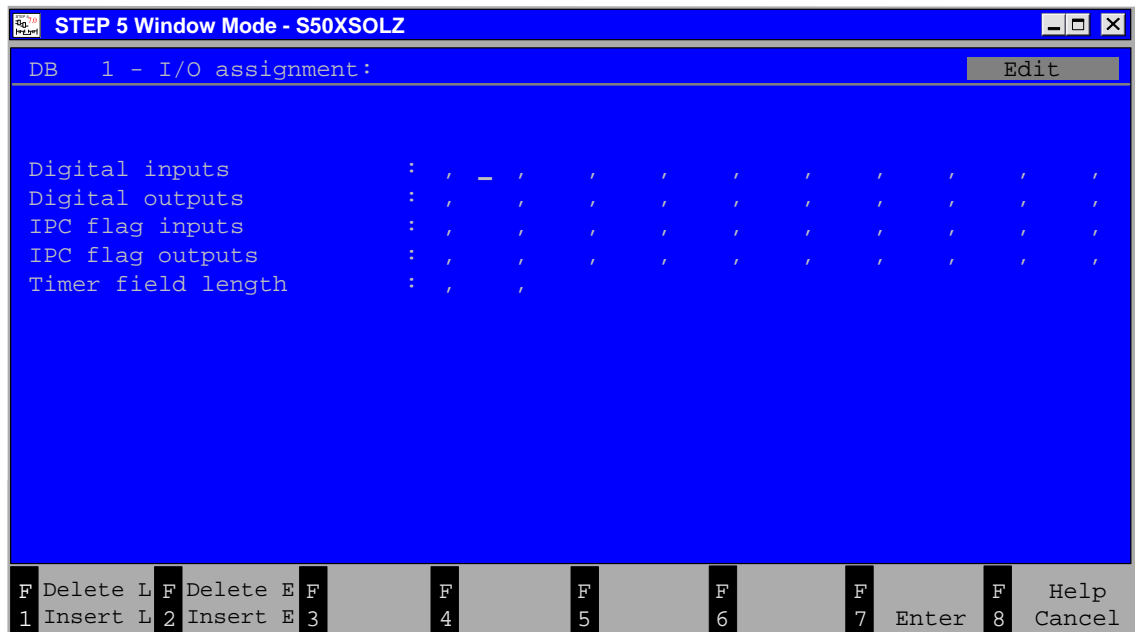 STEP 5 Window Mode - S50XSOLZ
DB 1 - I/O assignment: Edit
Digital inputs : , _ , , , , , , , , ,
Digital outputs : , , , , , , , , , ,
IPC flag inputs : , , , , , , , , , ,
IPC flag outputs : , , , , , , , , , ,
Timer field length : , ,
F Delete L F Delete E F F F F F F Help
1 Insert L 2 Insert E 3 4 5 6 7 Enter 8 Cancel